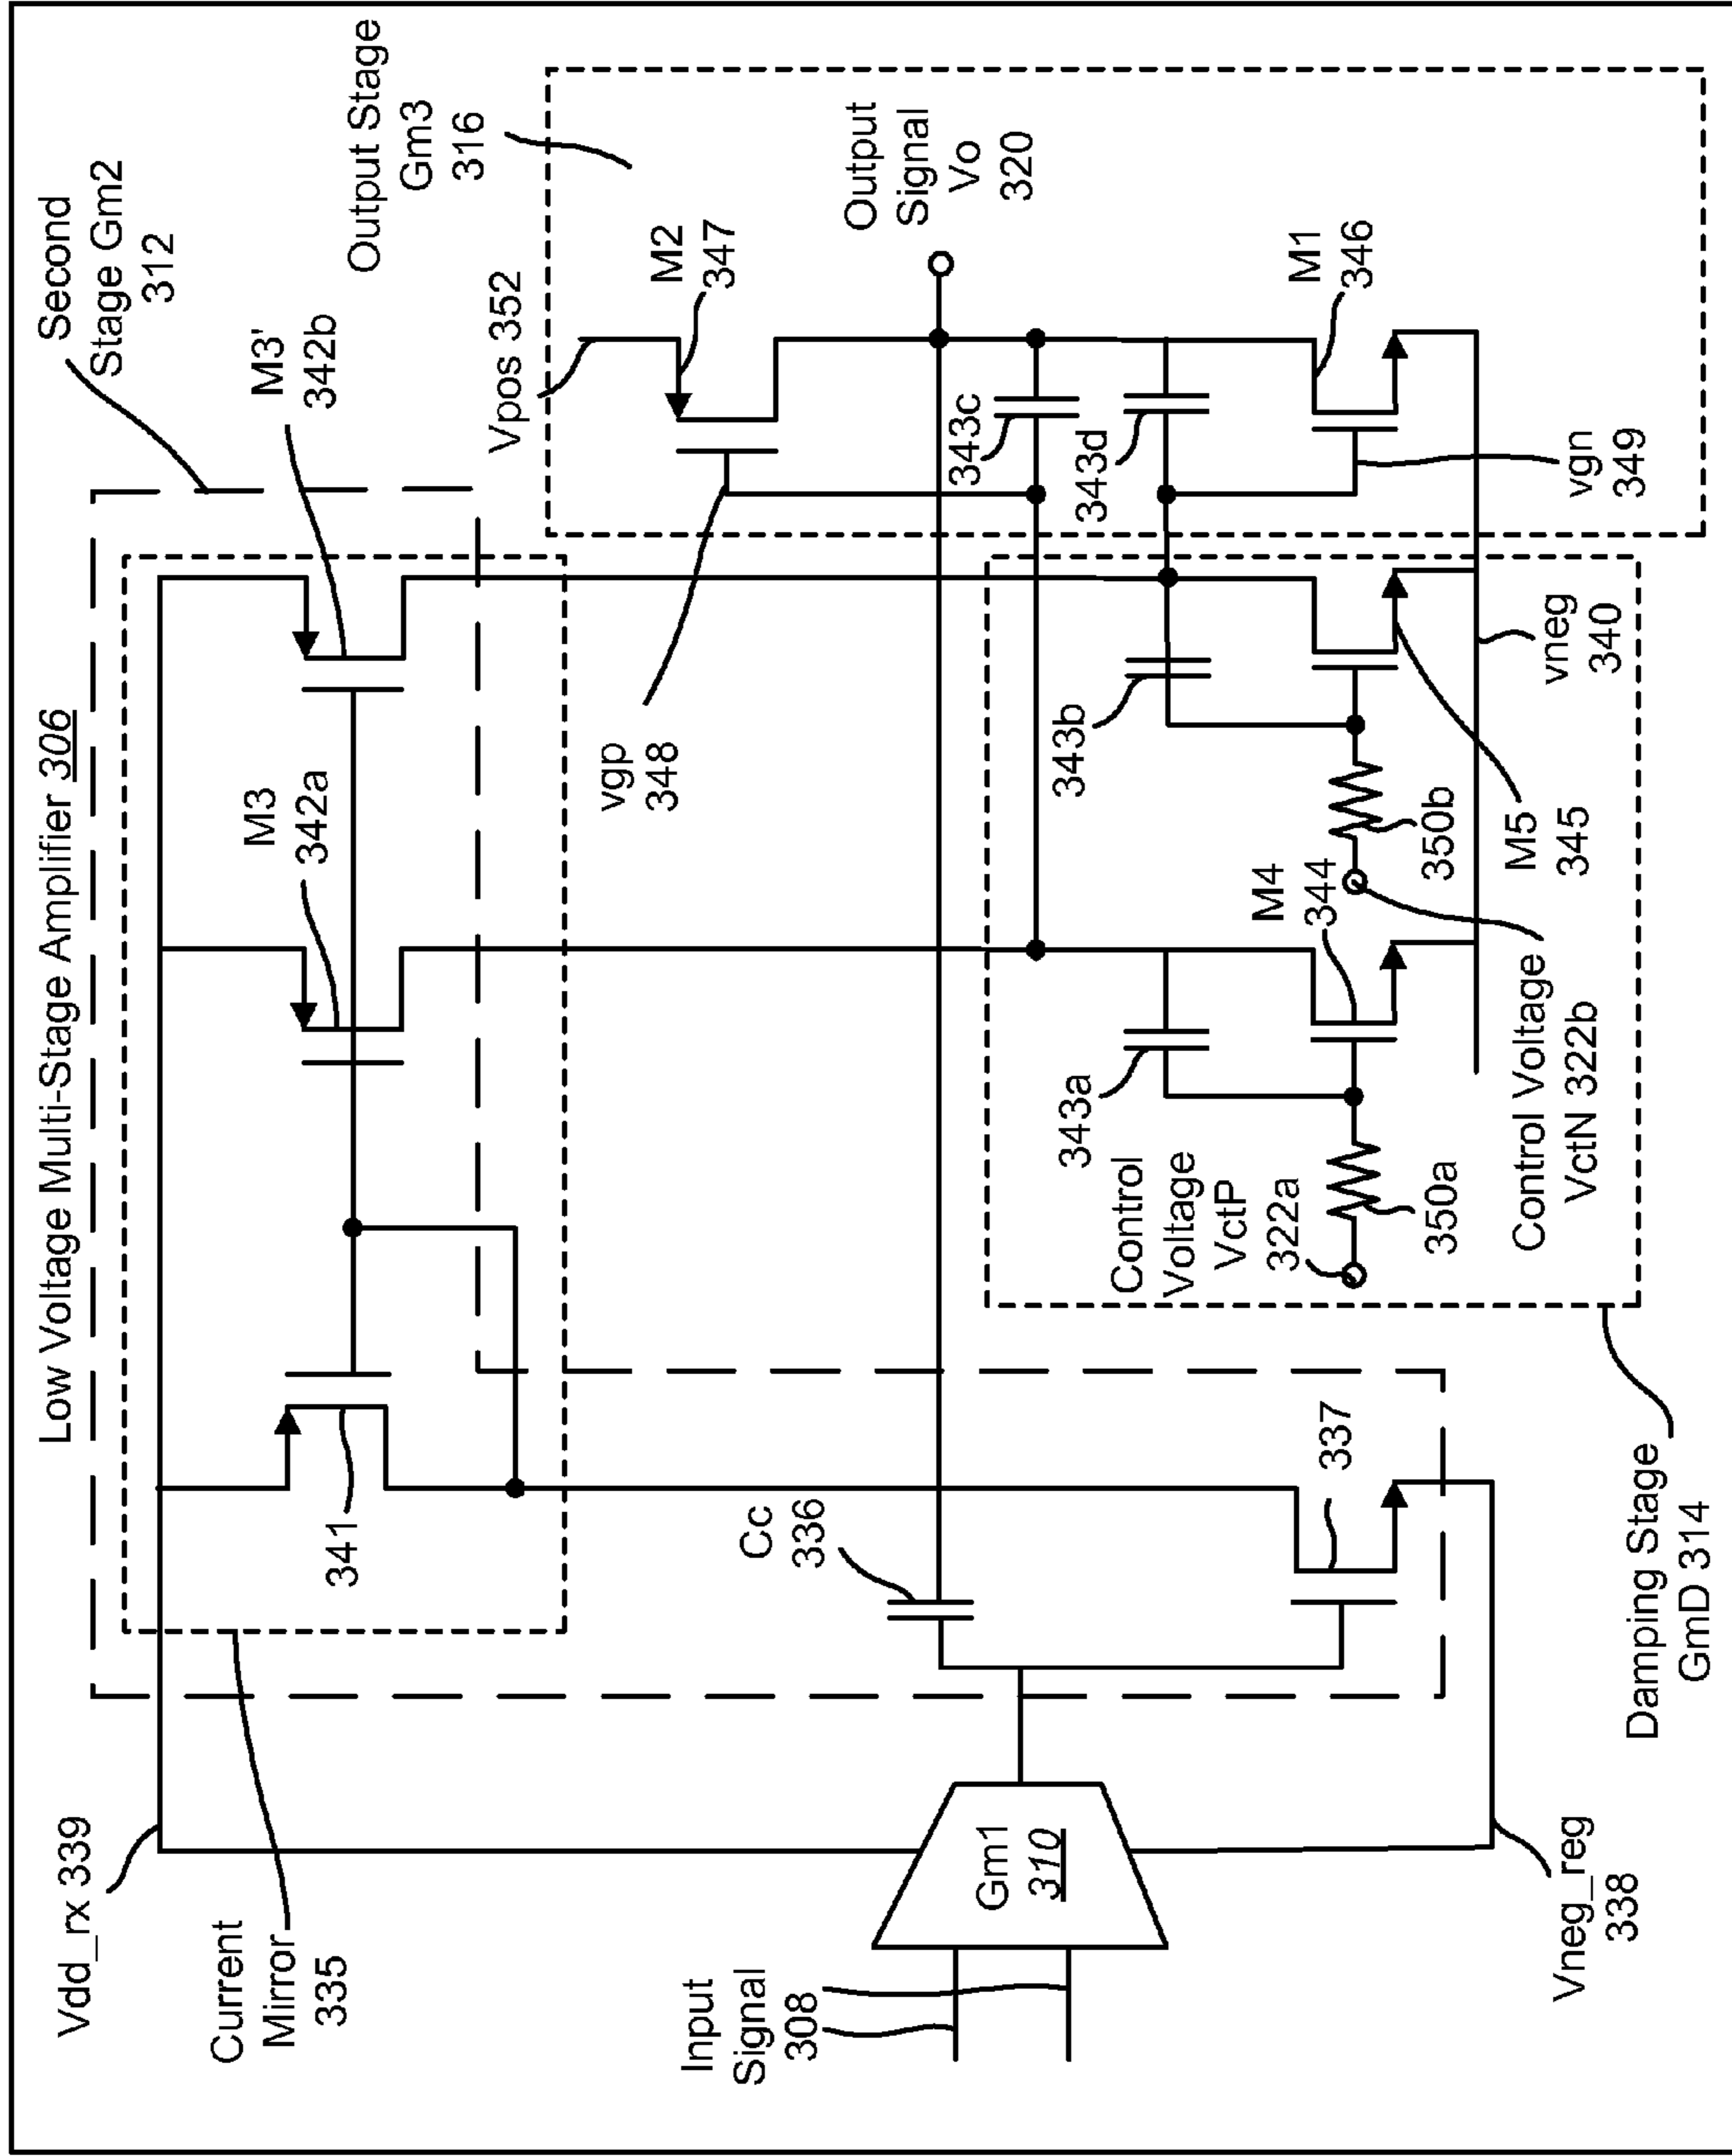 Low Voltage Multi-Stage Amplifier 306
Second
Stage Gm2
312
Output Stage
Gm3
316
Vdd_rx 339
Current
Mirror
335
341
M3
342a
M3'
342b
Vpos 352
M2
347
vgp
348
Output
Signal
Vo
320
Input
Signal
308
Gm1
310
Cc
336
337
343a
343b
343c
343d
Control
Voltage
VctP
322a
350a
M4
344
350b
M5
345
M1
346
vgn
349
vneg
340
Control Voltage
VctN 322b
Vneg_reg
338
Damping Stage
GmD 314